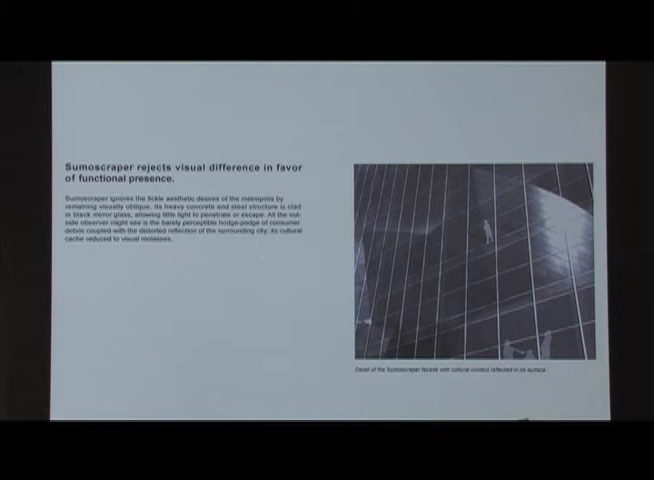 Sumoscraper rejects visual difference in favor
of functional presence.
Sumoscraper ignores the fickle aesthetic desires of the metropolis by
remaining visually oblique. Its heavy concrete and steel structure is clad
in black mirror glass, allowing little light to penetrate or escape. All the out-
side observer might see is the barely perceptible hodge-podge of consumer
debris coupled with the distorted reflection of the surrounding city; its cultural
cache reduced to visual molasses.
Detail of the Sumoscraper facade with cultural context reflected in its surface.